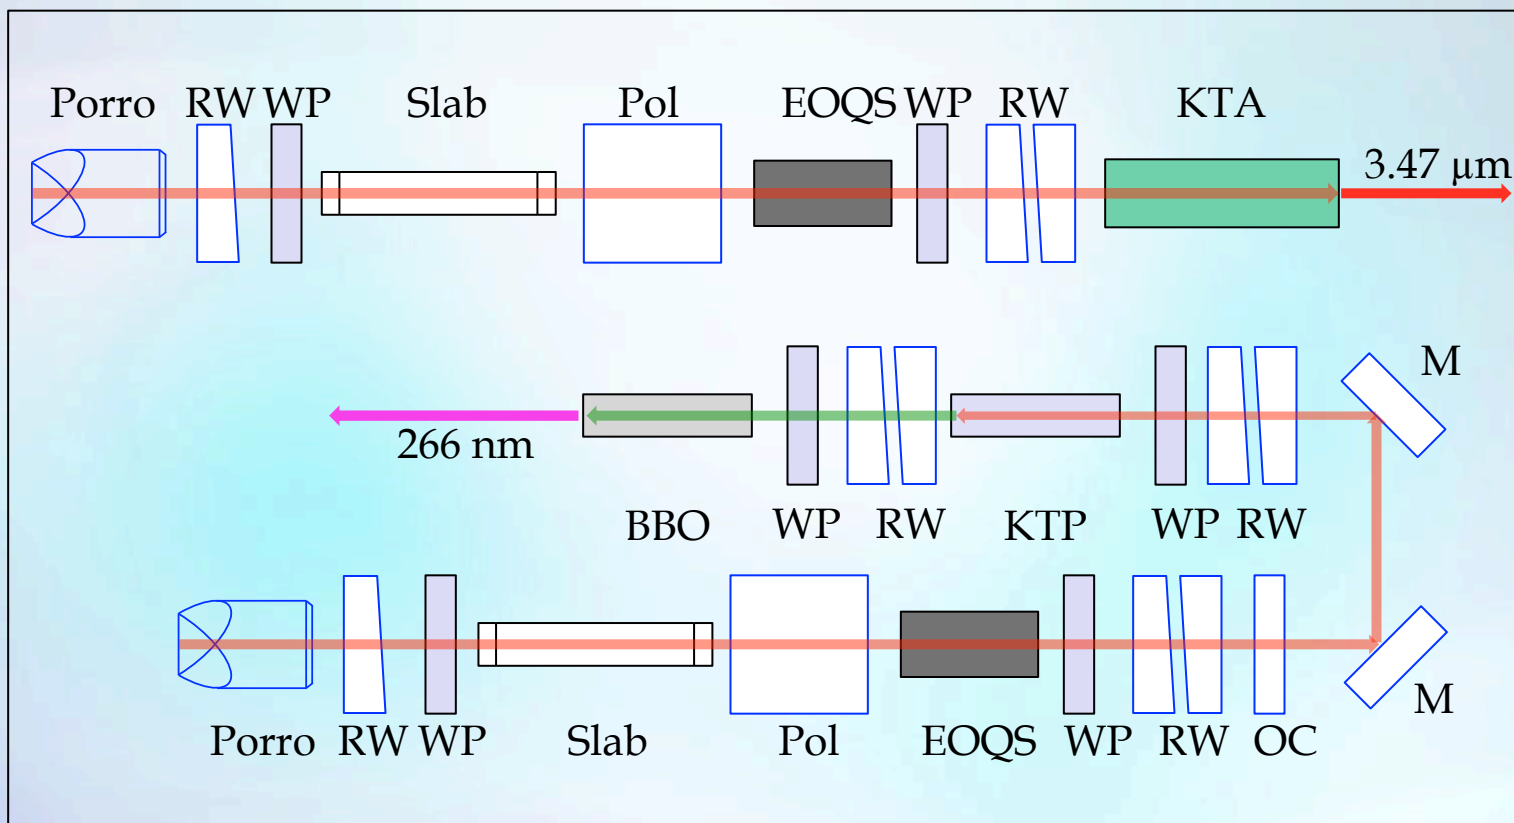 Porro RW WP Slab Pol EOQS WP RW KTA
3.47 µm
M
266 nm
BBO WP RW KTP WP RW
M
Porro RW WP Slab Pol EOQS WP RW OC